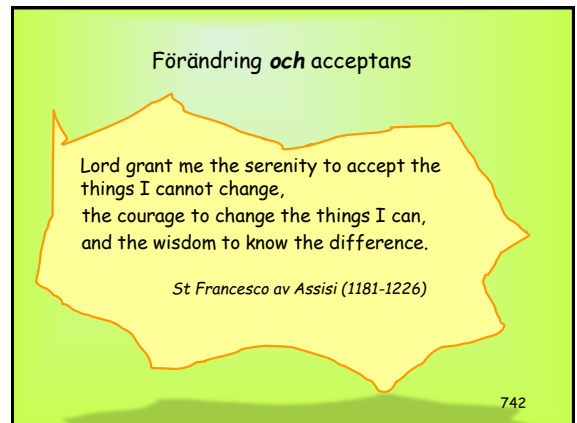 Förändring och acceptans
Lord grant me the serenity to accept the
things I cannot change,
the courage to change the things I can,
and the wisdom to know the difference.
St Francesco av Assisi (1181-1226)
742